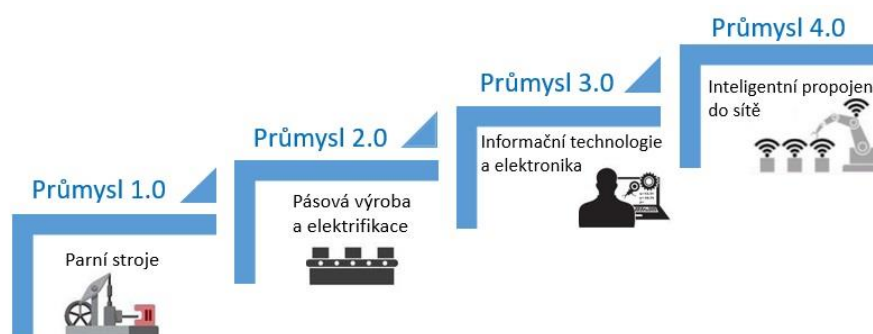 Průmysl 1.0
Parní stroje
Průmysl 2.0
Pásová výroba
a elektrifikace
Průmysl 3.0
Informační technologie
a elektronika
Průmysl 4.0
Inteligentní propojen
do sítě